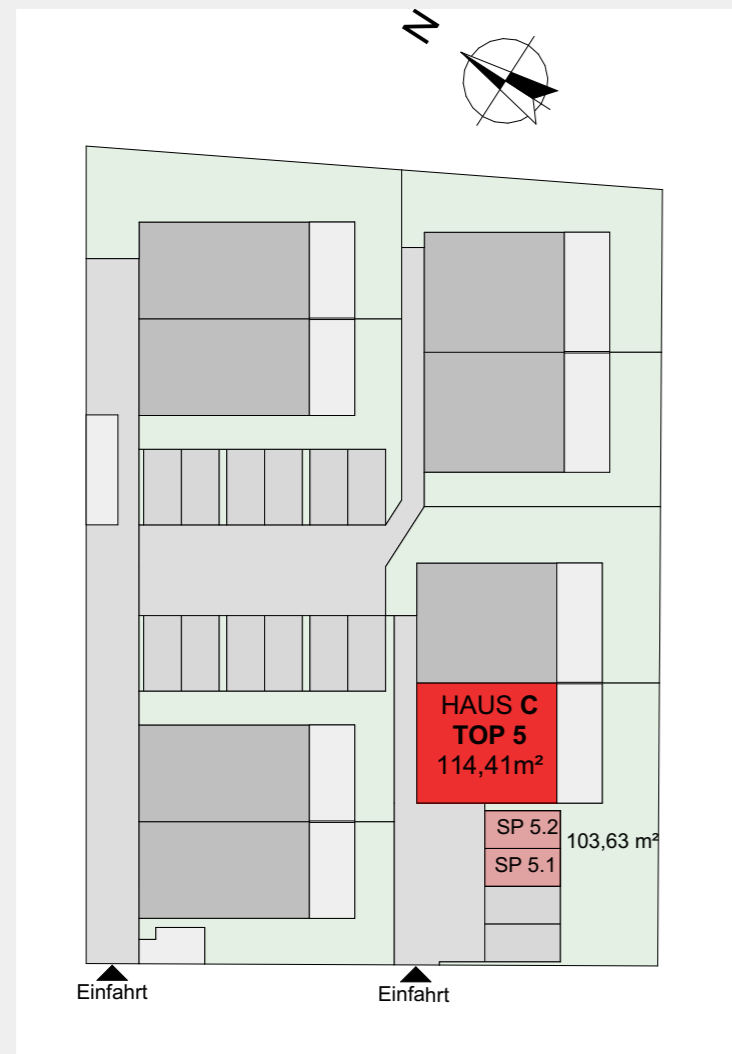 N
HAUS C
TOP 5
114,41m²
SP 5.2
103,63 m²
SP 5.1
Einfahrt
Einfahrt